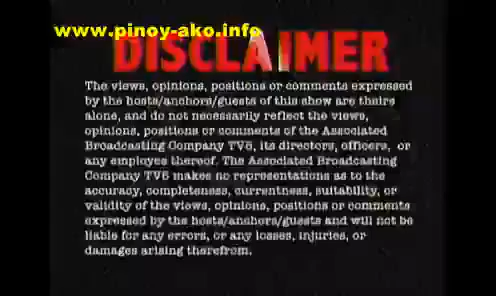 www.pinoy-ako.info
DISCLAIMER
The views, opinions, positions or comments expressed
by the hosts/anchors/guests of this show are theirs
alone, and do not necessarily reflect the views,
opinions, positions or comments of the Associated
Broadcasting Company TV5, its directors, officers, or
any employee thereof. The Associated Broadcasting
Company TV5 makes no representations as to the
accuracy, completeness, currentness, suitability, or
validity of the views, opinions, positions or comments
expressed by the hosts/anchors/guests and will not be
liable for any errors, or any losses, injuries, or
damages arising therefrom.